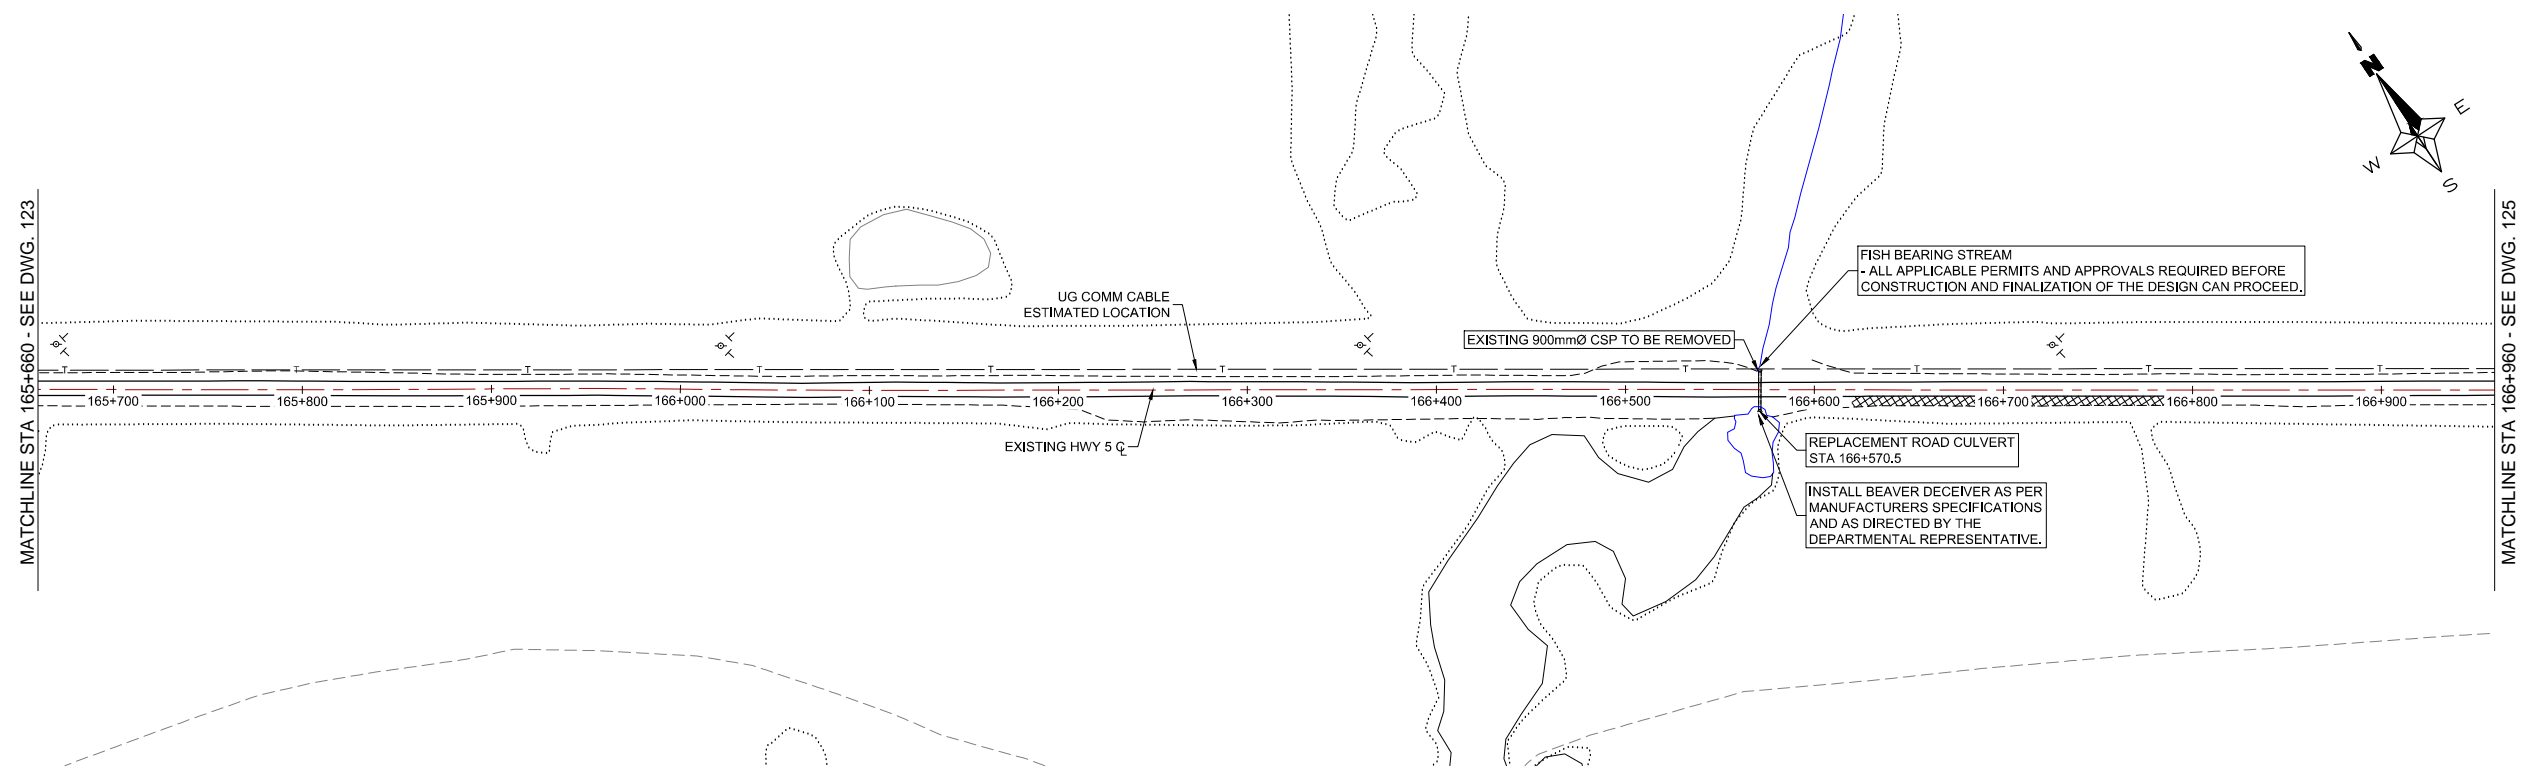 N
E
W
S
MATCHLINE STA 165+660 - SEE DWG. 123
MATCHLINE STA 166+960 - SEE DWG. 125
FISH BEARING STREAM
- ALL APPLICABLE PERMITS AND APPROVALS REQUIRED BEFORE
CONSTRUCTION AND FINALIZATION OF THE DESIGN CAN PROCEED.
UG COMM CABLE
ESTIMATED LOCATION
EXISTING 900mmØ CSP TO BE REMOVED
T T
T T
T T
T T
T T T T T T T T T T T
165+700 165+800 165+900 166+000 166+100 166+200 166+300 166+400 166+500 166+600 166+700 166+800 166+900
EXISTING HWY 5 ℄
REPLACEMENT ROAD CULVERT
STA 166+570.5
INSTALL BEAVER DECEIVER AS PER
MANUFACTURERS SPECIFICATIONS
AND AS DIRECTED BY THE
DEPARTMENTAL REPRESENTATIVE.